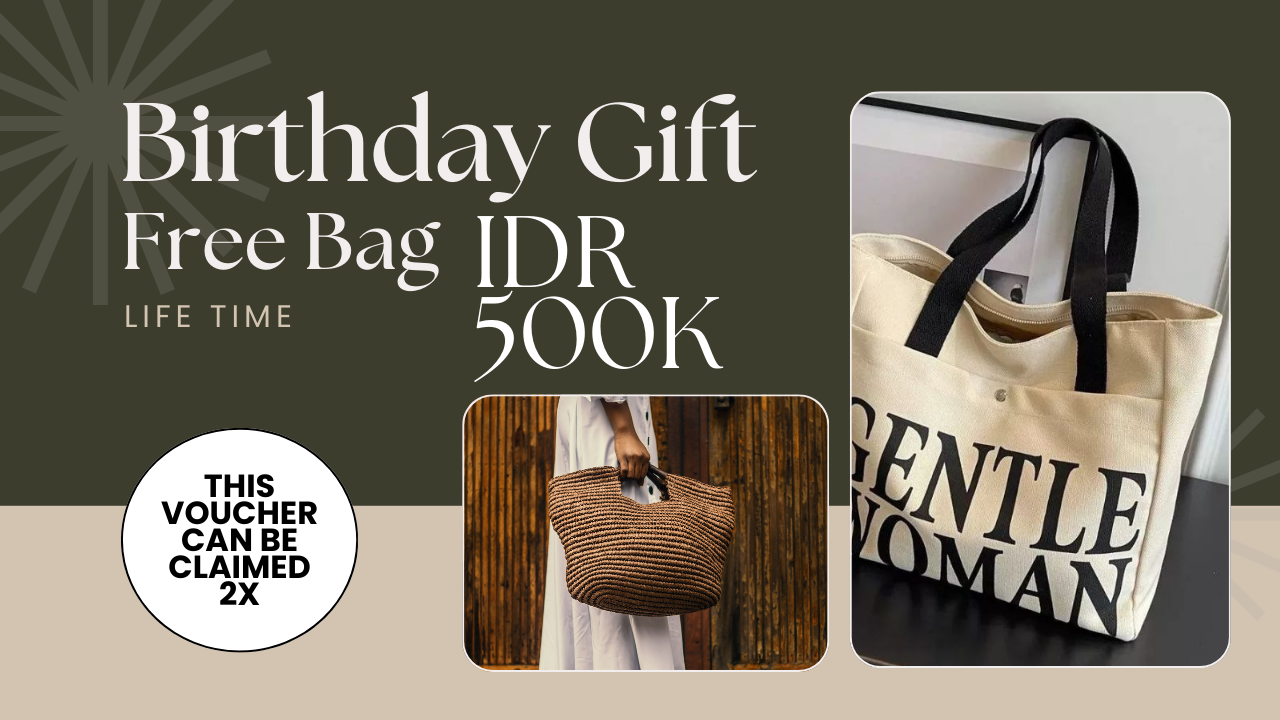 Birthday Gift
Free Bag
IDR
500K
LIFE TIME
THIS
VOUCHER
CAN BE
CLAIMED
2X
GENTLE
WOMAN